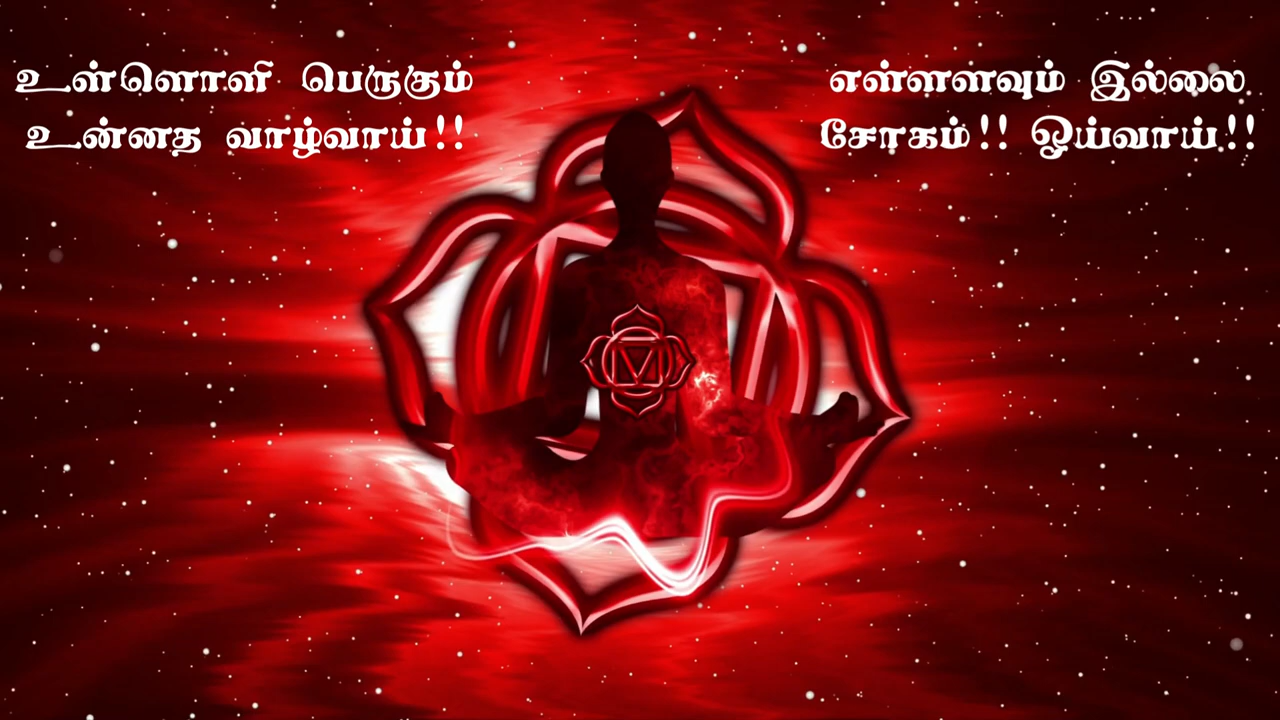 உள்ளொளி பெருகும்
உன்னத வாழ்வாய்!!
எள்ளளவும் இல்லை
சோகம்!! ஓய்வாய்!!